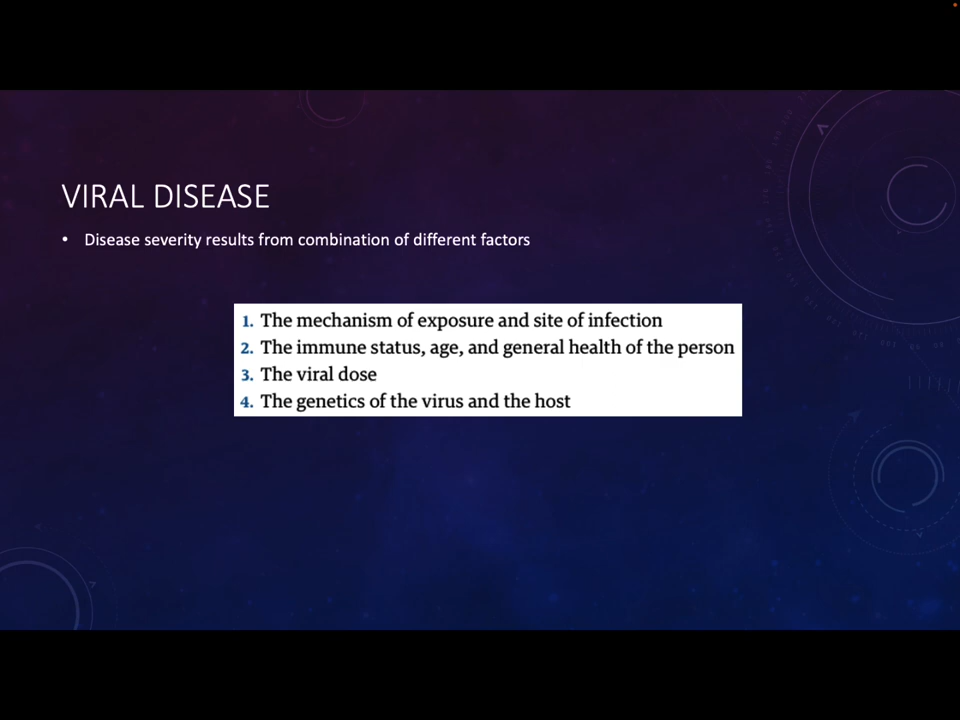 VIRAL DISEASE
• Disease severity results from combination of different factors
1. The mechanism of exposure and site of infection
2. The immune status, age, and general health of the person
3. The viral dose
4. The genetics of the virus and the host